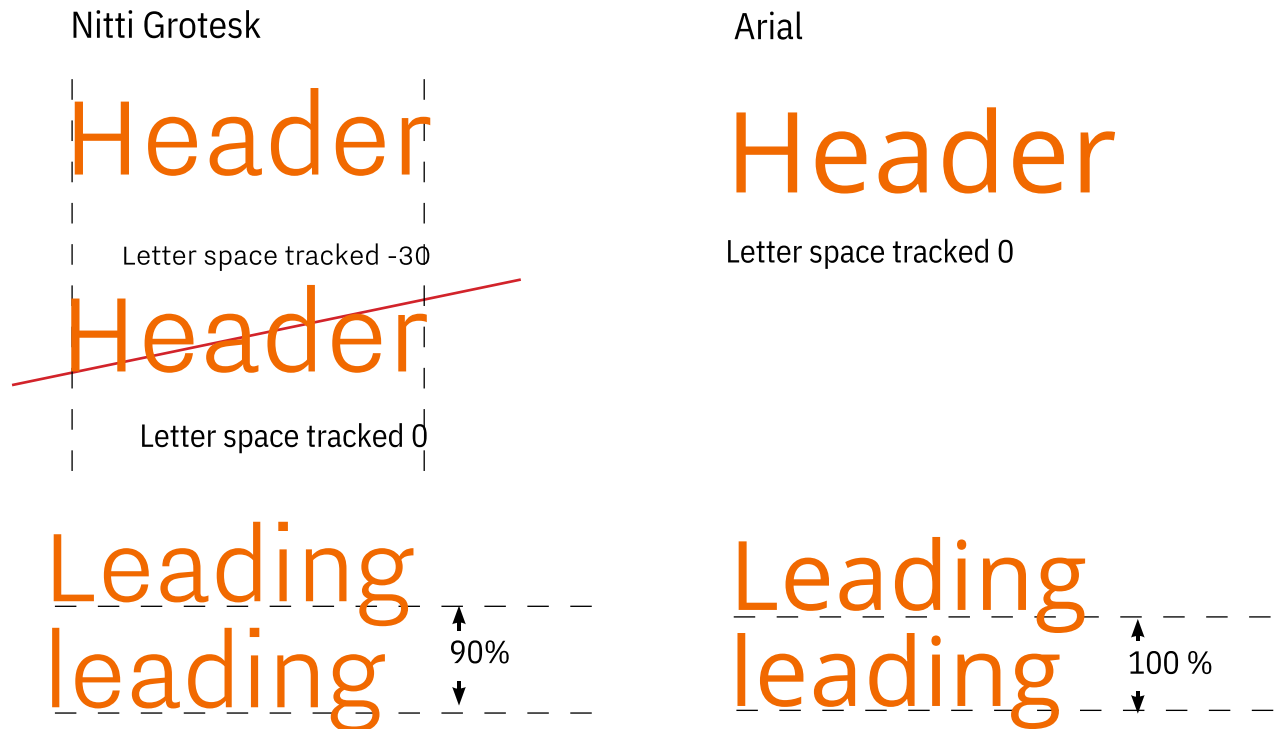 Nitti Grotesk
Header
Letter space tracked -30
Header
Letter space tracked 0
Leading
leading
90%
Arial
Header
Letter space tracked 0
Leading
leading
100 %